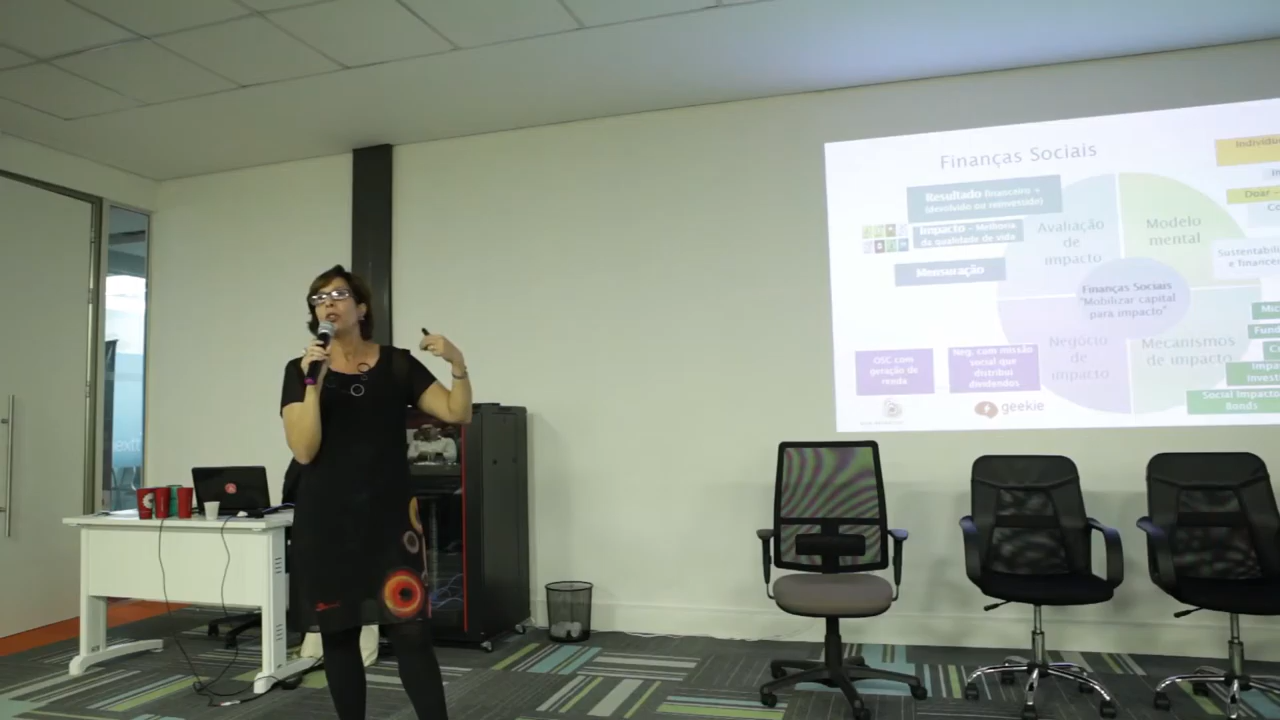 Finanças Sociais
Resultado financeiro +
(devolvido ou reinvestido)
Impacto – Melhoria
da qualidade de vida
Mensuração
Avaliação
de
impacto
Modelo
mental
Finanças Sociais
"Mobilizar capital
para impacto"
Negócio
de
impacto
Mecanismos
de impacto
OSC com
geração de
renda
Neg. com missão
social que
distribui
dividendos
geekie
Doar –
Social Impact
Bonds